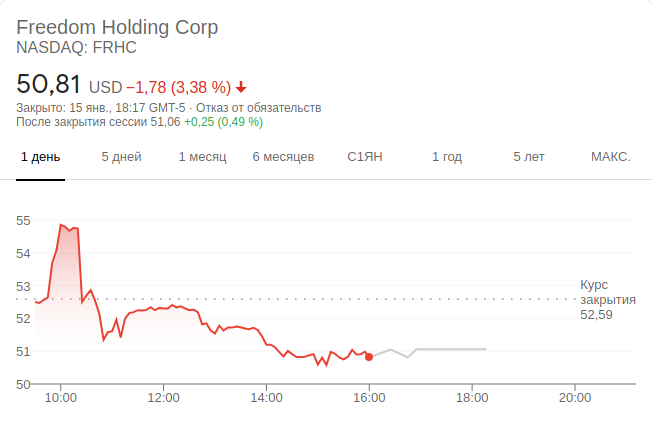 Freedom Holding Corp
NASDAQ: FRHC
50,81 USD −1,78 (3,38 %)
Закрыто: 15 янв., 18:17 GMT-5 · Отказ от обязательств
После закрытия сессии 51,06 +0,25 (0,49 %)
1 день 5 дней 1 месяц 6 месяцев С1ЯН 1 год 5 лет МАКС.
55
54
53
52
51
50
Курс
закрытия
52,59
10:00 12:00 14:00 16:00 18:00 20:00